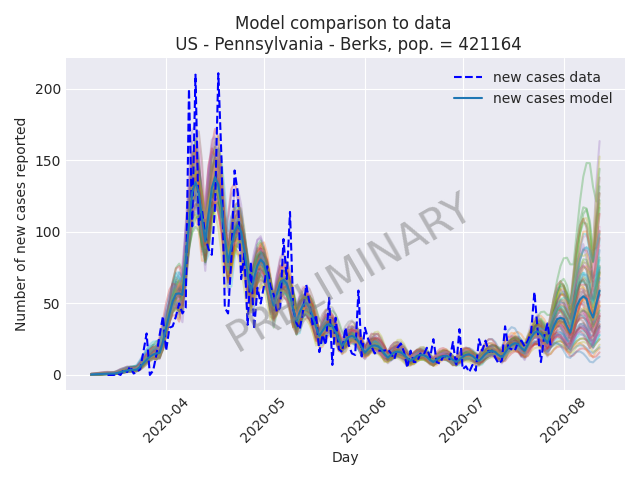 Model comparison to data
US - Pennsylvania - Berks, pop. = 421164
new cases data
new cases model
Number of new cases reported
200
150
100
50
0
PRELIMINARY
2020-04
2020-05
2020-06
2020-07
2020-08
Day